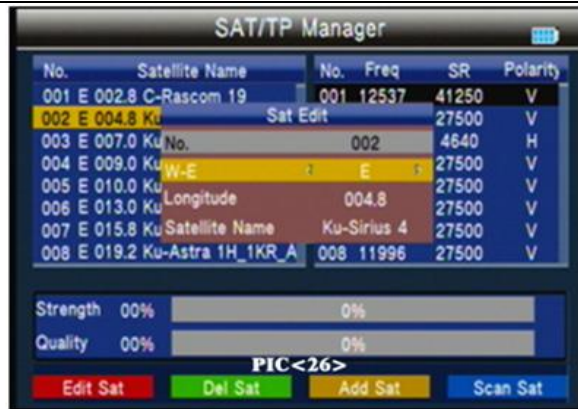 SAT/TP Manager
No. Satellite Name No. Freq SR Polarity
001 E 002.8 C-Rascom 19 001 12537 41250 V
002 E 004.8 Ku Sat Edit 27500 V
003 E 007.0 Ku No. 002 4640 H
004 E 009.0 Ku W-E E 27500 V
005 E 010.0 Ku Longitude 004.8 27500 V
006 E 013.0 Ku 27500 V
007 E 015.8 Ku Satellite Name Ku-Sirius 4 27500 V
008 E 019.2 Ku-Astra 1H_1KR_A 008 11996 27500 V
Strength 00% 0%
Quality 00% 0%
PIC<26>
Edit Sat Del Sat Add Sat Scan Sat